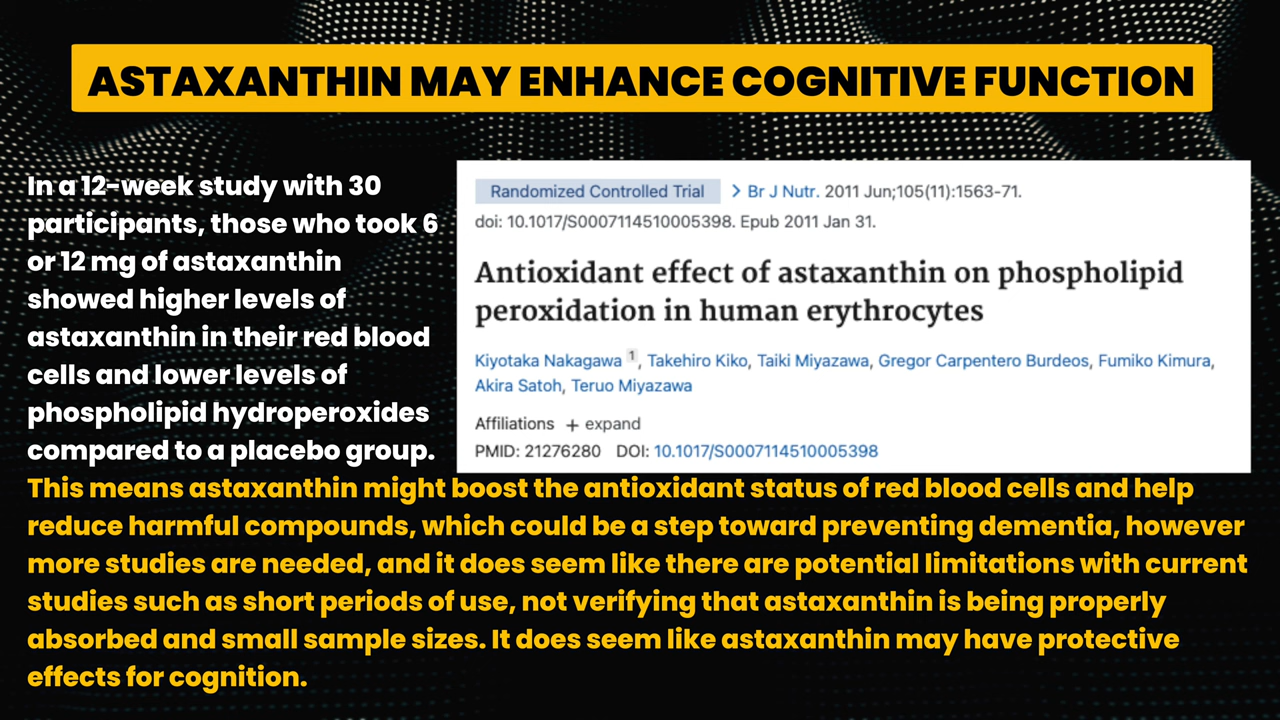 ASTAXANTHIN MAY ENHANCE COGNITIVE FUNCTION
In a 12-week study with 30
participants, those who took 6
or 12 mg of astaxanthin
showed higher levels of
astaxanthin in their red blood
cells and lower levels of
phospholipid hydroperoxides
compared to a placebo group.
Randomized Controlled Trial > Br J Nutr. 2011 Jun;105(11):1563-71.
doi: 10.1017/S0007114510005398. Epub 2011 Jan 31.
Antioxidant effect of astaxanthin on phospholipid
peroxidation in human erythrocytes
Kiyotaka Nakagawa 1, Takehiro Kiko, Taiki Miyazawa, Gregor Carpentero Burdeos, Fumiko Kimura,
Akira Satoh, Teruo Miyazawa
Affiliations + expand
PMID: 21276280 DOI: 10.1017/S0007114510005398
This means astaxanthin might boost the antioxidant status of red blood cells and help
reduce harmful compounds, which could be a step toward preventing dementia, however
more studies are needed, and it does seem like there are potential limitations with current
studies such as short periods of use, not verifying that astaxanthin is being properly
absorbed and small sample sizes. It does seem like astaxanthin may have protective
effects for cognition.